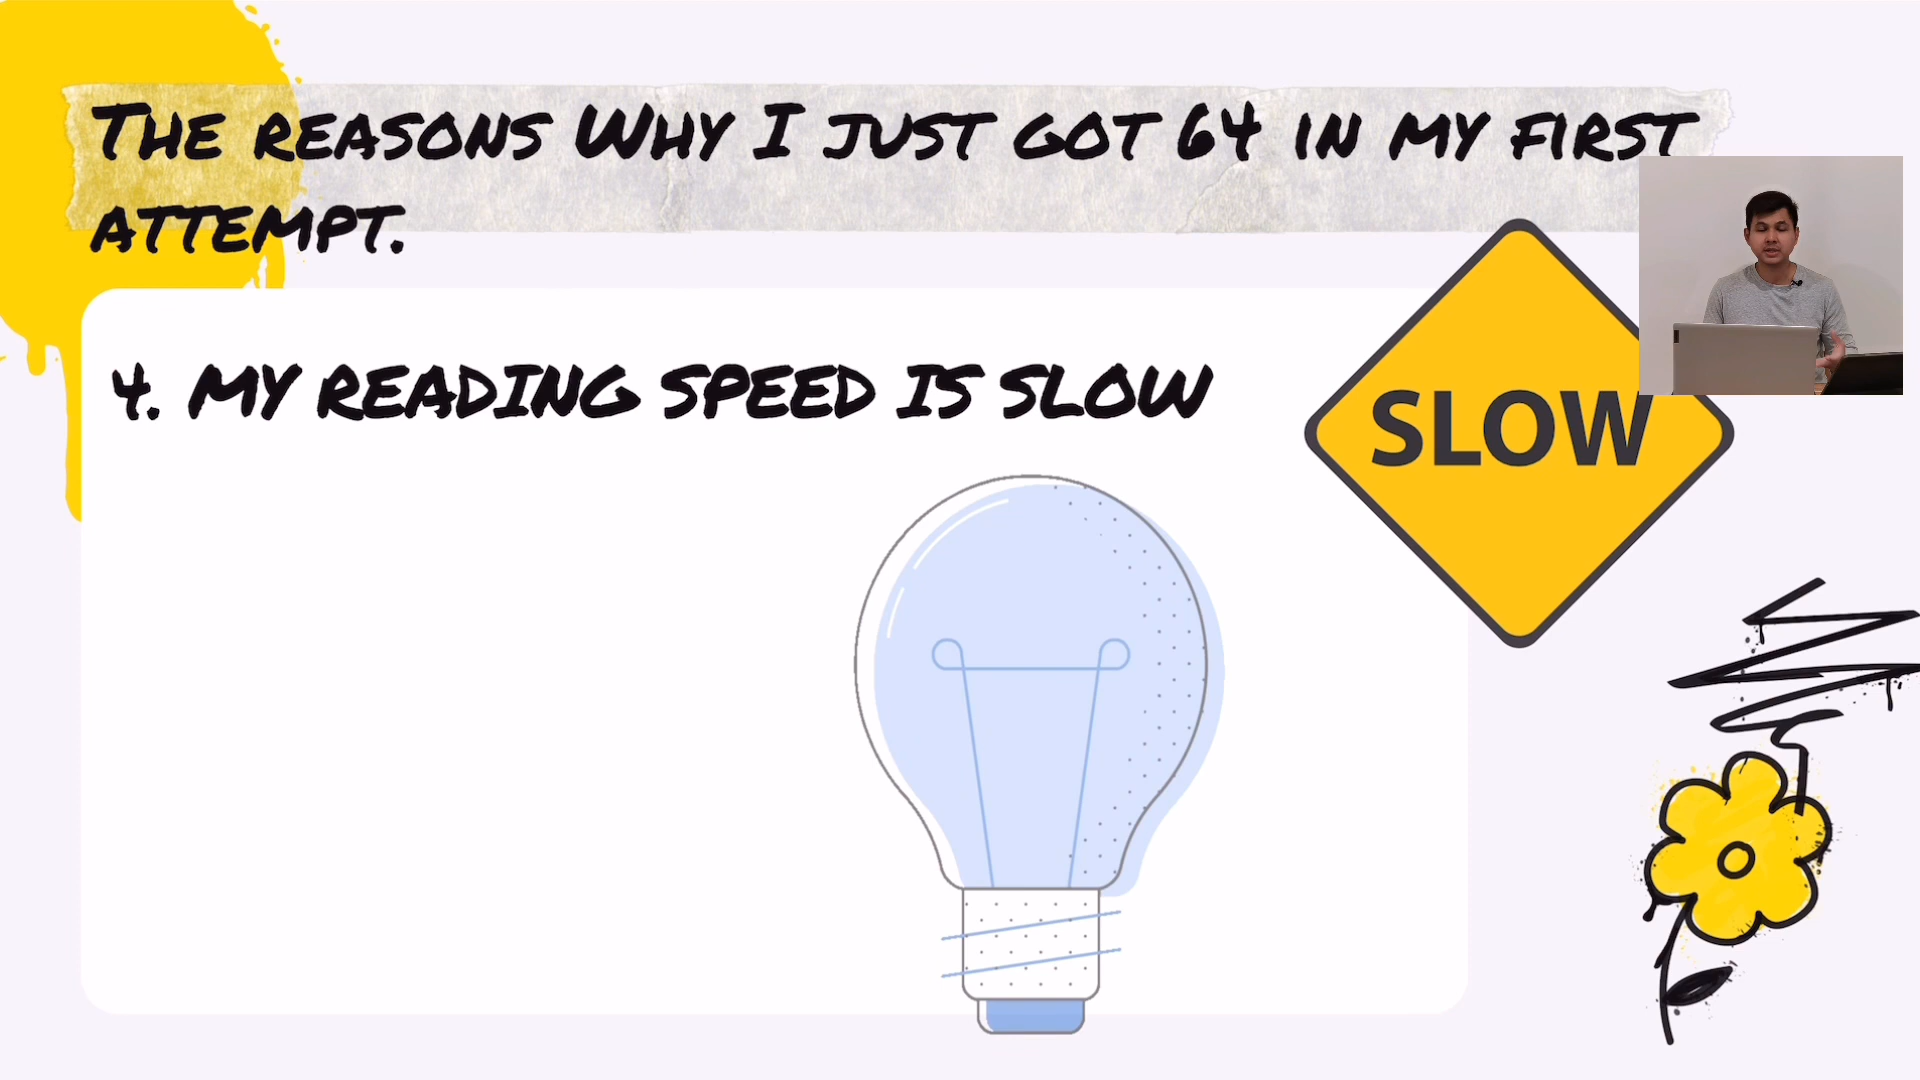 The reasons Why I just got 64 in my first
attempt.
4. MY READING SPEED IS SLOW
SLOW